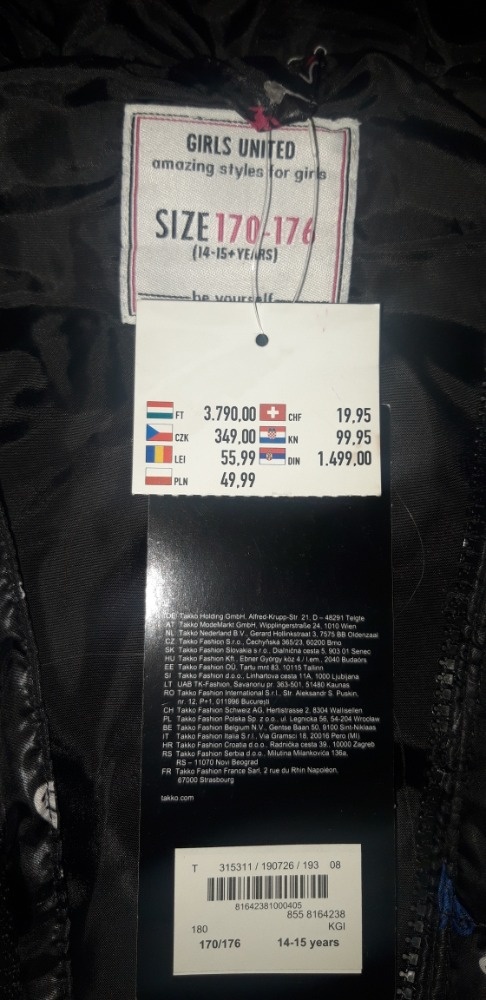 GIRLS UNITED
amazing styles for girls
SIZE 170-176
(14-15+YEARS)
be yourself
FT 3.790,00 CHF 19,95
CZK 349,00 KN 99,95
LEI 55,99 DIN 1.499,00
PLN 49,99
DE Takko Holding GmbH, Alfred-Krupp-Str. 21, D – 48291 Telgte
AT Takko ModeMarkt GmbH, Wipplingerstraße 24, 1010 Wien
NL Takko Nederland B.V., Gerard Hollinkstraat 3, 7575 BB Oldenzaal
CZ Takko Fashion S.r.o., Čechyňská 365/23, 60200 Brno
SK Takko Fashion Slovakia s.r.o., Dialničná cesta 5, 903 01 Senec
HU Takko Fashion Kft., Ebner György köz 4./ I.em., 2040 Budaörs
EE Takko Fashion OÜ, Tartu mnt 83, 10115 Tallinn
SI Takko Fashion d.o.o., Linhartova cesta 11A, 1000 Ljubljana
LT UAB TK-Fashion, Savanorių pr. 363-501, 51480 Kaunas
RO Takko Fashion International S.r.l., Str. Aleksandr S. Puskin,
nr. 12, P+1, 011996 Bucureşti
CH Takko Fashion Schweiz AG, Hertistrasse 2, 8304 Wallisellen
PL Takko Fashion Polska Sp. z o.o., ul. Legnicka 56, 54-204 Wrocław
BE Takko Fashion Belgium N.V., Gentse Baan 50, 9100 Sint-Niklaas
IT Takko Fashion Italia S.r.l., Via Gramsci 18, 20016 Pero (MI)
HR Takko Fashion Croatia d.o.o., Radnička cesta 39, 10000 Zagreb
RS Takko Fashion Serbia d.o.o., Milutina Milankovića 136a,
RS – 11070 Novi Beograd
FR Takko Fashion France Sarl, 2 rue du Rhin Napoléon,
67000 Strasbourg
takko.com
T 315311 / 190726 / 193 08
81642381000405
855 8164238
180 KGI
170/176 14-15 years